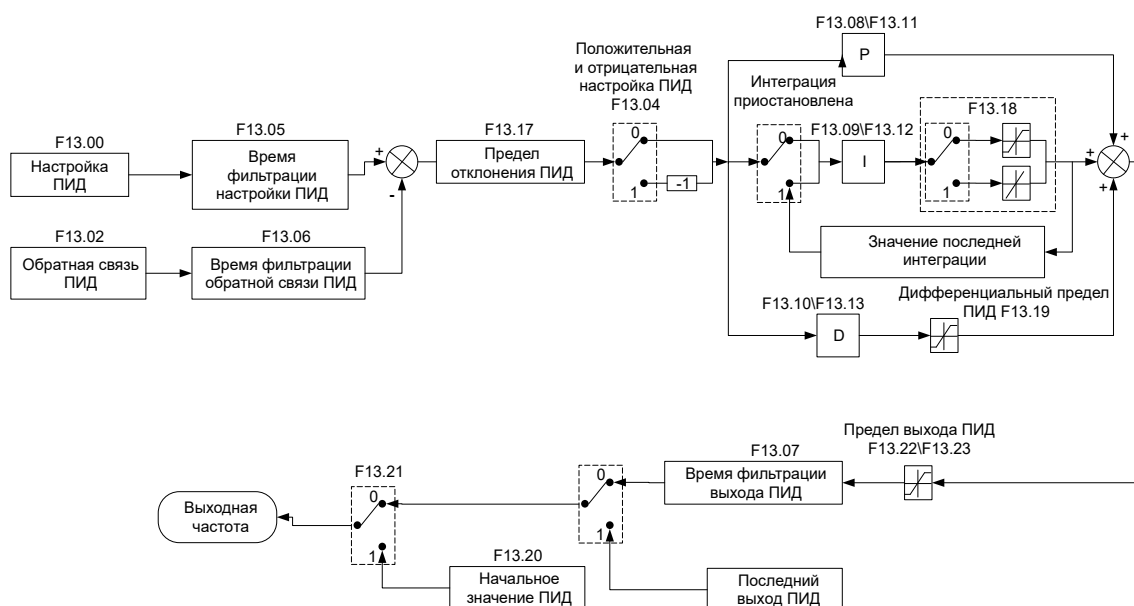 F13.00
Настройка
ПИД
F13.05
Время
фильтрации
настройки ПИД
F13.02
Обратная связь
ПИД
F13.06
Время фильтрации
обратной связи ПИД
+
-
F13.17
Предел
отклонения ПИД
Положительная
и отрицательная
настройка ПИД
F13.04
0
1
-1
F13.08\F13.11
P
Интеграция
приостановлена
0
1
F13.09\F13.12
I
F13.18
0
1
Значение последней
интеграции
F13.10\F13.13
D
Дифференциальный предел
ПИД F13.19
+
+
+
Предел выхода ПИД
F13.22\F13.23
F13.07
Время фильтрации
выхода ПИД
0
1
Последний
выход ПИД
F13.21
0
1
F13.20
Начальное
значение ПИД
Выходная
частота